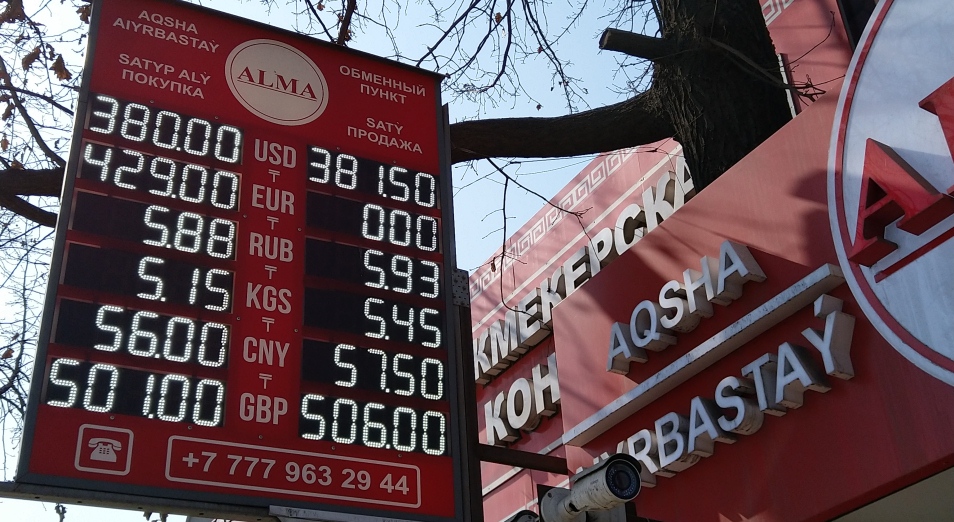 AQSHA
AIYRBASTAÝ
SATYP ALÝ
ПОКУПКА
ALMA
ОБМЕННЫЙ
ПУНКТ
SATÝ
ПРОДАЖА
380.00 USD 381.50
₸
429.00 EUR 000
₸
5.88 RUB 5.93
₸
5.15 KGS 5.45
₸
56.00 CNY 57.50
₸
501.00 GBP 506.00
+7 777 963 29 44
КМЕКЕРСКА
КОН
AQSHA
YRBASTAÝ